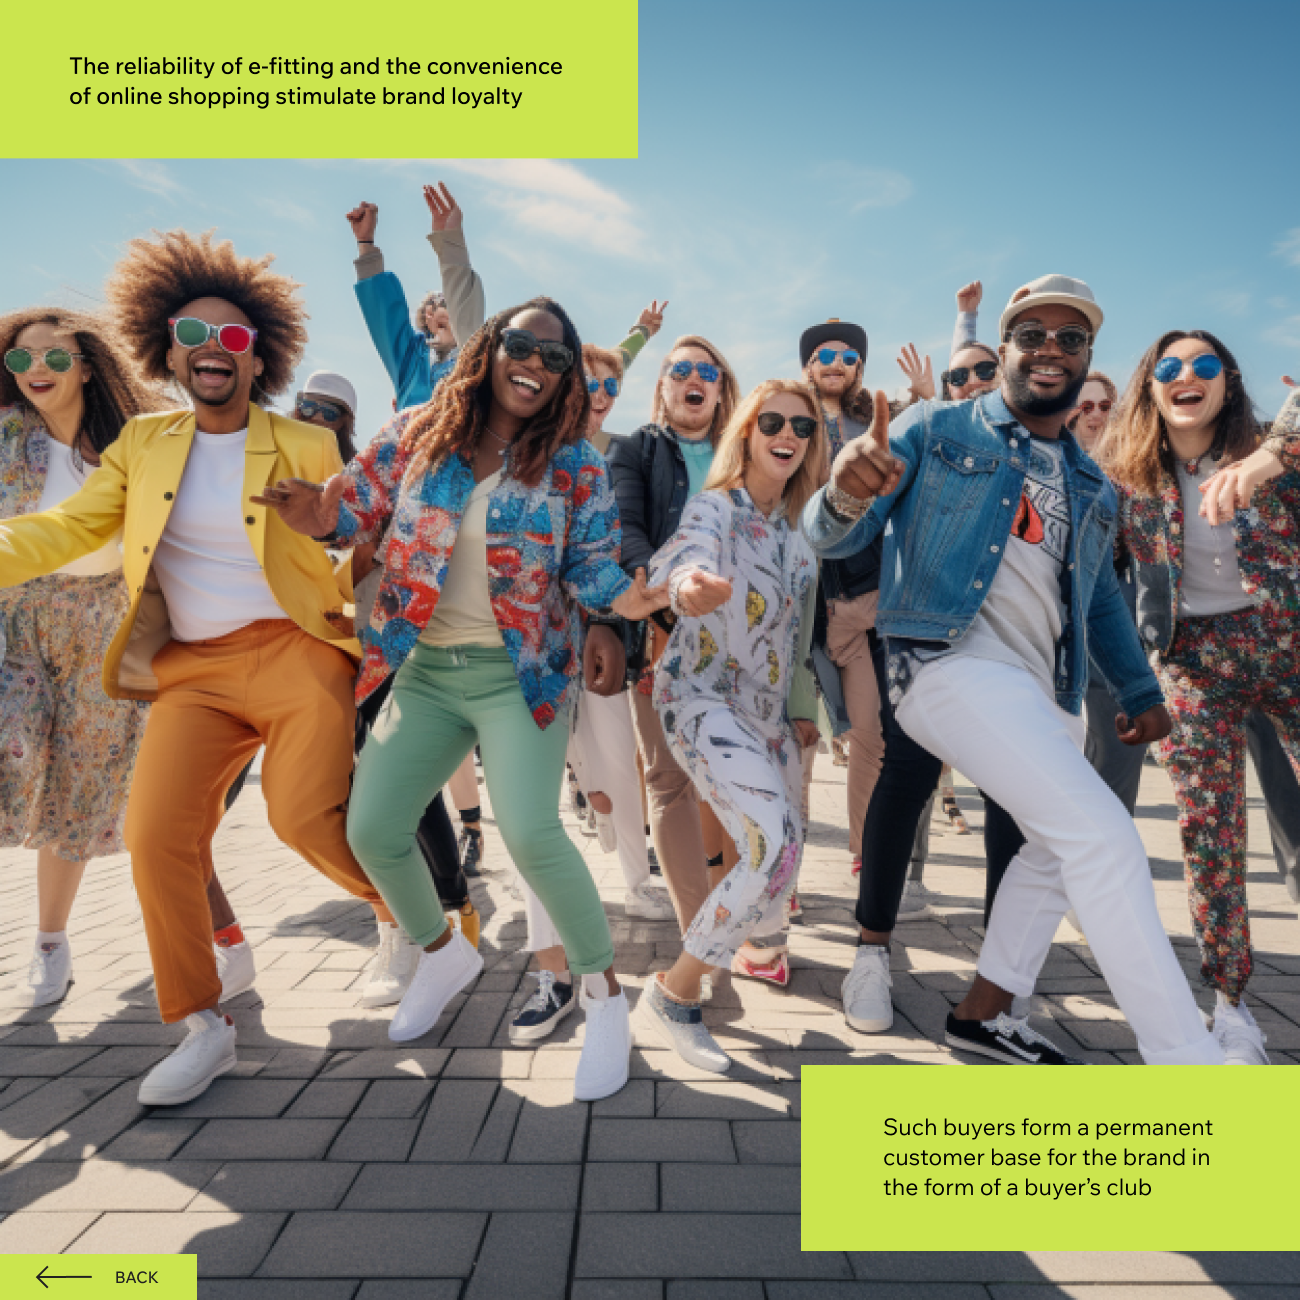 The reliability of e-fitting and the convenience
of online shopping stimulate brand loyalty
Such buyers form a permanent
customer base for the brand in
the form of a buyer’s club
BACK